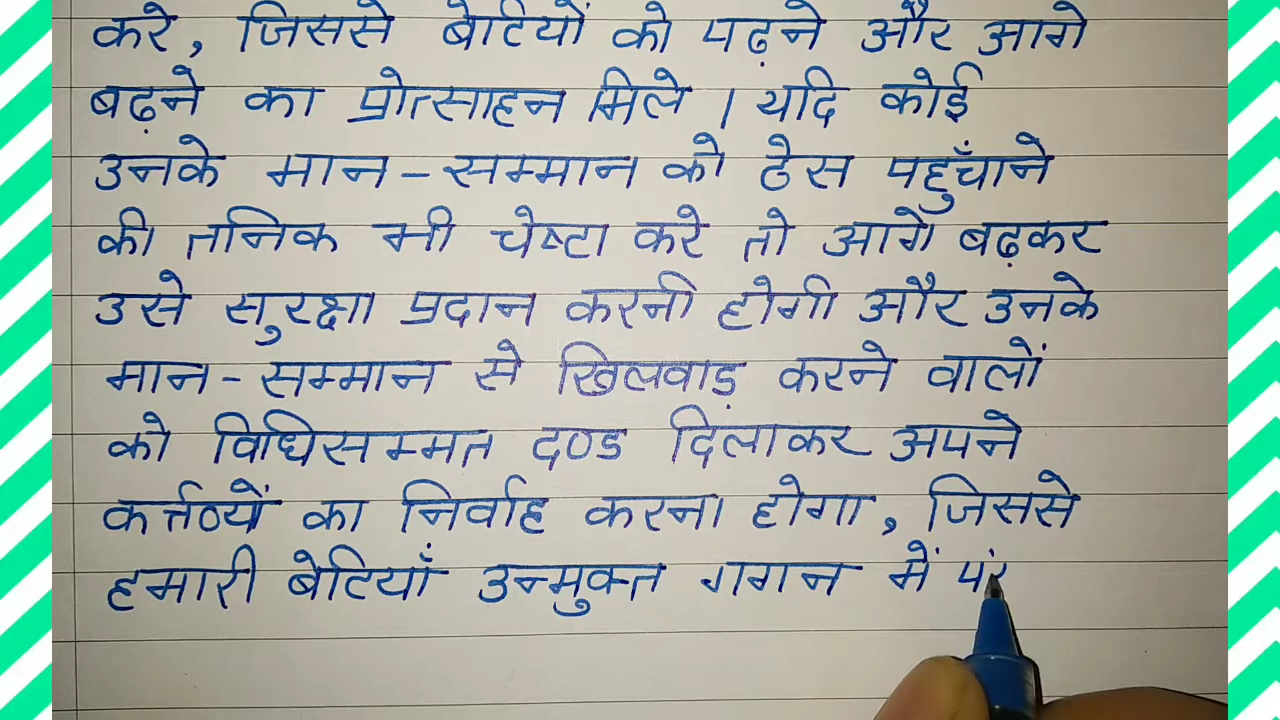 करे, जिससे बेटियों को पढ़ने और आगे
बढ़ने का प्रोत्साहन मिले । यदि कोई
उनके मान-सम्मान को ठेस पहुँचाने
की तनिक भी चेष्टा करे तो आगे बढ़कर
उसे सुरक्षा प्रदान करनी होगी और उनके
मान-सम्मान से खिलवाड़ करने वालों
को विधिसम्मत दण्ड दिलाकर अपने
कर्त्तव्यों का निर्वाह करना होगा, जिससे
हमारी बेटियाँ उन्मुक्त गगन में